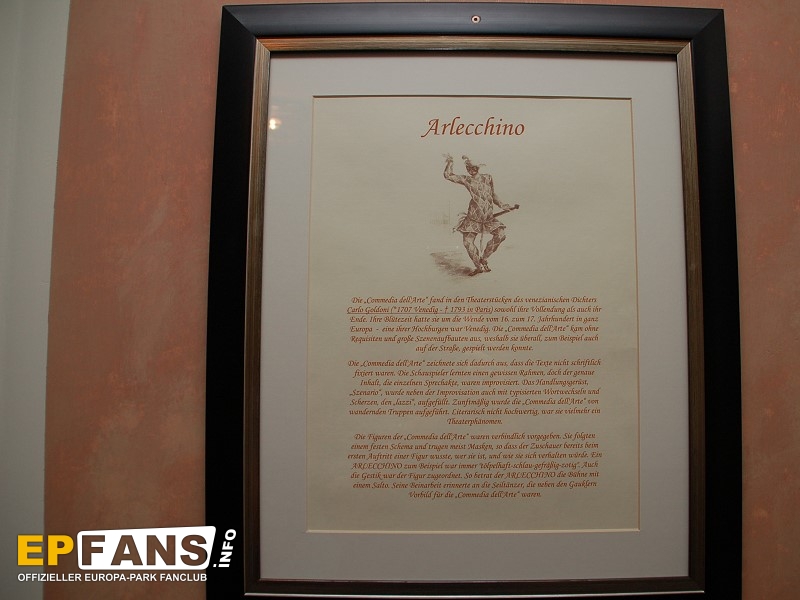 Arlecchino
Die „Commedia dell'Arte" fand in den Theaterstücken des venezianischen Dichters
Carlo Goldoni (*1707 Venedig - † 1793 in Paris) sowohl ihre Vollendung als auch ihr
Ende. Ihre Blütezeit hatte sie um die Wende vom 16. zum 17. Jahrhundert in ganz
Europa – eine ihrer Hochburgen war Venedig. Die „Commedia dell'Arte" kam ohne
Requisiten und große Szenenaufbauten aus, weshalb sie überall, zum Beispiel auch
auf der Straße, gespielt werden konnte.
Die „Commedia dell'Arte" zeichnete sich dadurch aus, dass die Texte nicht schriftlich
fixiert waren. Die Schauspieler lernten einen gewissen Rahmen, doch der genaue
Inhalt, die einzelnen Sprechakte, waren improvisiert. Das Handlungsgerüst,
„Szenario", wurde neben der Improvisation auch mit typisierten Wortwechseln und
Scherzen, den „lazzi", aufgefüllt. Zunftmäßig wurde die „Commedia dell'Arte" von
wandernden Truppen aufgeführt. Literarisch nicht hochwertig, war sie vielmehr ein
Theaterphänomen.
Die Figuren der „Commedia dell'Arte" waren verbindlich vorgegeben. Sie folgten
einem festen Schema und trugen meist Masken, so dass der Zuschauer bereits beim
ersten Auftritt einer Figur wusste, wer sie ist, und wie sie sich verhalten würde. Ein
ARLECCHINO zum Beispiel war immer "tölpelhaft-schlau-gefräßig-zotig". Auch
die Gestik war der Figur zugeordnet. So betrat der ARLECCHINO die Bühne mit
einem Salto. Seine Beinarbeit erinnerte an die Seiltänzer, die neben den Gauklern
Vorbild für die „Commedia dell'Arte" waren.
EPFANS.iNFO
OFFIZIELLER EUROPA-PARK FANCLUB